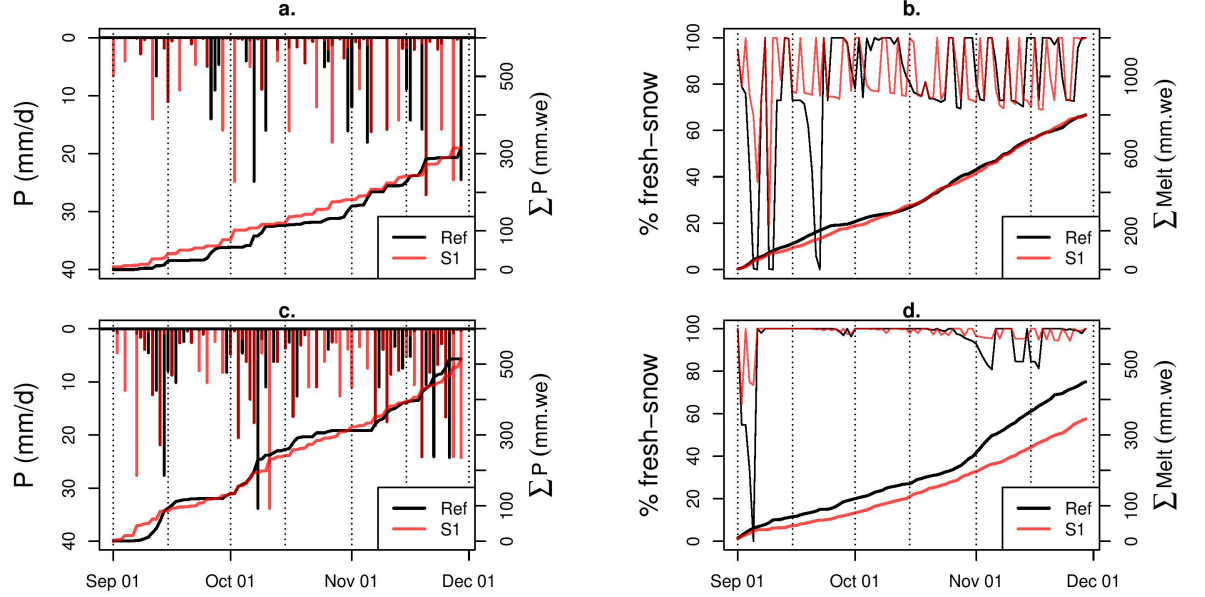 a.
P (mm/d)
0
10
20
30
40
∑ P (mm.we)
0
100
300
500
Ref
S1
b.
% fresh−snow
0
20
40
60
80
100
∑ Melt (mm.we)
0
200
600
1000
Ref
S1
c.
P (mm/d)
0
10
20
30
40
∑ P (mm.we)
0
100
300
500
Ref
S1
Sep 01
Oct 01
Nov 01
Dec 01
d.
% fresh−snow
0
20
40
60
80
100
∑ Melt (mm.we)
0
100
300
500
Ref
S1
Sep 01
Oct 01
Nov 01
Dec 01